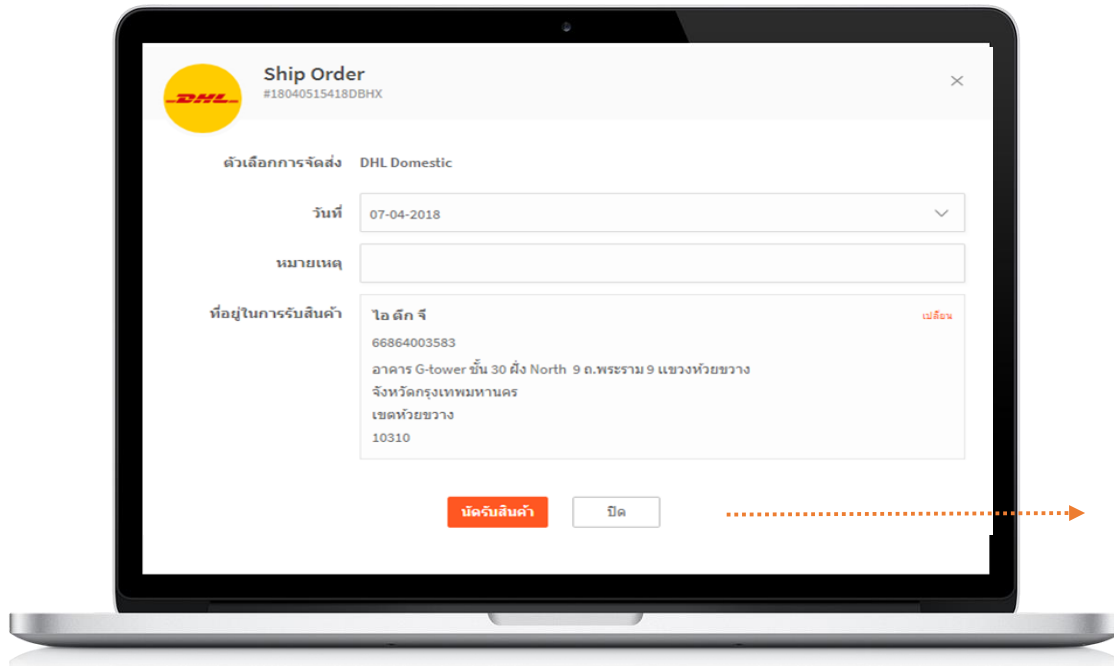 DHL
Ship Order
#18040515418DBHX
ตัวเลือกการจัดส่ง DHL Domestic
วันที่ 07-04-2018
หมายเหตุ
ที่อยู่ในการรับสินค้า ไอ ดีก จี เปลี่ยน
66864003583
อาคาร G-tower ชั้น 30 ฝั่ง North 9 ถ.พระราม 9 แขวงห้วยขวาง
จังหวัดกรุงเทพมหานคร
เขตห้วยขวาง
10310
นัดรับสินค้า ปิด